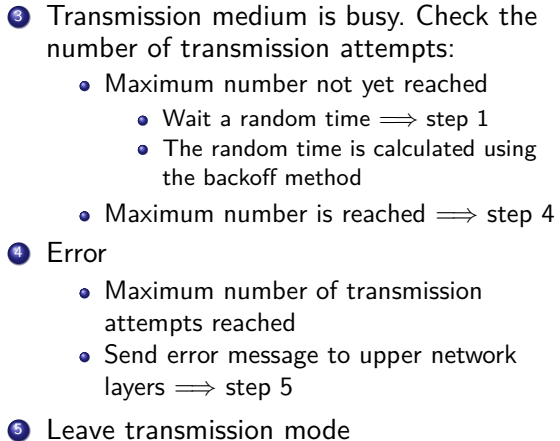 3 Transmission medium is busy. Check the
number of transmission attempts:
• Maximum number not yet reached
• Wait a random time ⟹ step 1
• The random time is calculated using
the backoff method
• Maximum number is reached ⟹ step 4
4 Error
• Maximum number of transmission
attempts reached
• Send error message to upper network
layers ⟹ step 5
5 Leave transmission mode